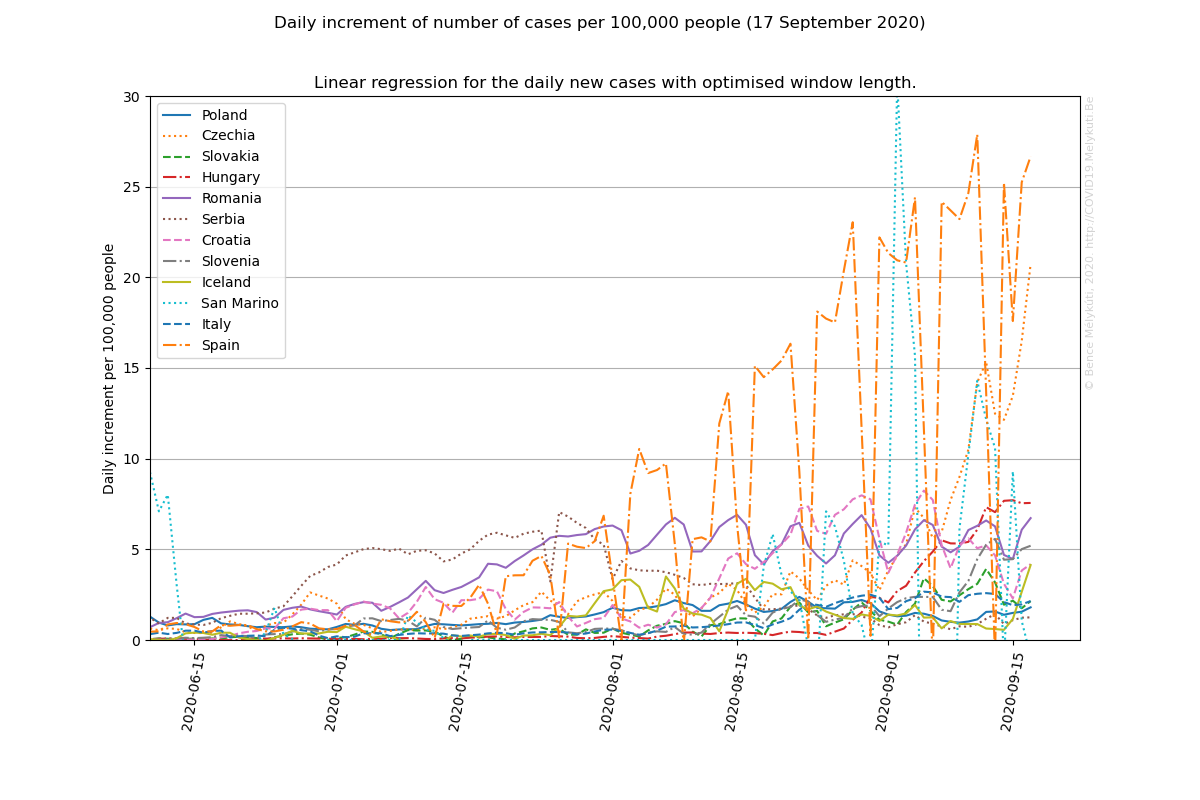 Daily increment of number of cases per 100,000 people (17 September 2020)
Linear regression for the daily new cases with optimised window length.
Daily increment per 100,000 people
30
25
20
15
10
5
0
Poland
Czechia
Slovakia
Hungary
Romania
Serbia
Croatia
Slovenia
Iceland
San Marino
Italy
Spain
2020-06-15
2020-07-01
2020-07-15
2020-08-01
2020-08-15
2020-09-01
2020-09-15
© Bence Mélykúti, 2020. http://COVID19.Melykuti.Be